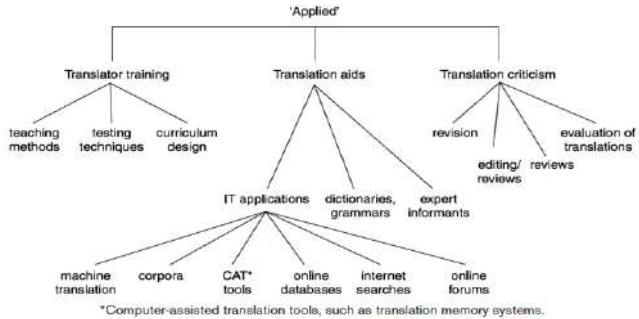 'Applied'
Translator training Translation aids Translation criticism
teaching methods testing techniques curriculum design revision evaluation of translations
editing/ reviews reviews
IT applications dictionaries, grammars expert informants
machine translation corpora CAT* tools online databases internet searches online forums
*Computer-assisted translation tools, such as translation memory systems.